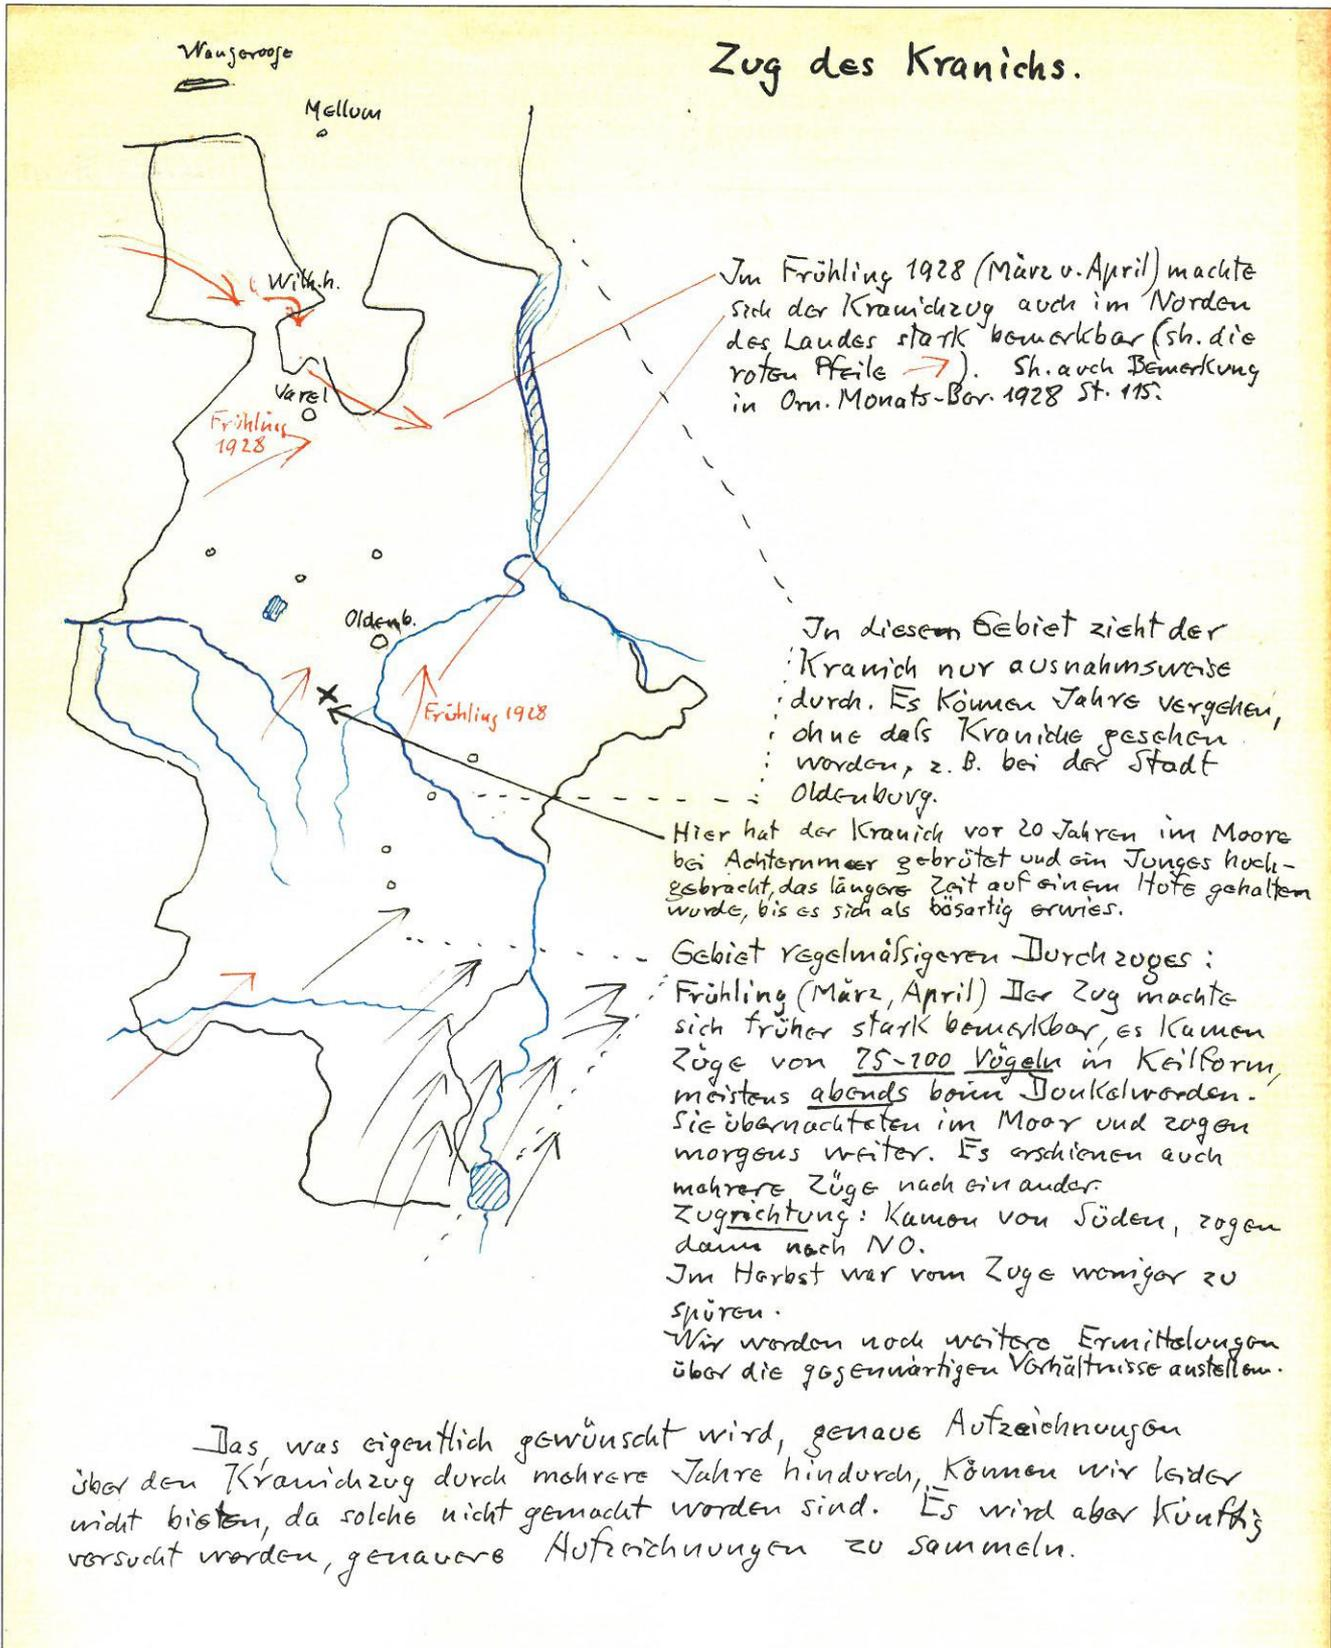 Zug des Kranichs.
Wangerooge
Mellum
Wilh.h.
Varel
Frühling
1928
Oldenb.
Frühling 1928
Im Frühling 1928 (März u. April) machte
sich der Kranichzug auch im Norden
des Landes stark bemerkbar (sh. die
roten Pfeile →). Sh. auch Bemerkung
in Orn. Monats-Ber. 1928 St. 115.
In diesem Gebiet zieht der
Kranich nur ausnahmsweise
durch. Es können Jahre vergehen,
ohne dass Kraniche gesehen
werden, z. B. bei der Stadt
Oldenburg.
Hier hat der Kranich vor 20 Jahren im Moore
bei Achternmeer gebrütet und ein Junges hoch-
gebracht, das längere Zeit auf einem Hofe gehalten
wurde, bis es sich als bösartig erwies.
Gebiet regelmässigeren Durchzuges:
Frühling (März, April) Der Zug machte
sich früher stark bemerkbar, es kamen
Züge von 25-100 Vögeln in Keilform,
meistens abends beim Dunkelwerden.
Sie übernachteten im Moor und zogen
morgens weiter. Es erschienen auch
mehrere Züge nach einander.
Zugrichtung: Kamen von Süden, zogen
dann nach NO.
Im Herbst war vom Zuge weniger zu
spüren.
Wir werden noch weitere Ermittelungen
über die gegenwärtigen Verhältnisse anstellen.
Das, was eigentlich gewünscht wird, genaue Aufzeichnungen
über den Kranichzug durch mehrere Jahre hindurch, können wir leider
nicht bieten, da solche nicht gemacht worden sind. Es wird aber künftig
versucht werden, genauere Aufzeichnungen zu sammeln.